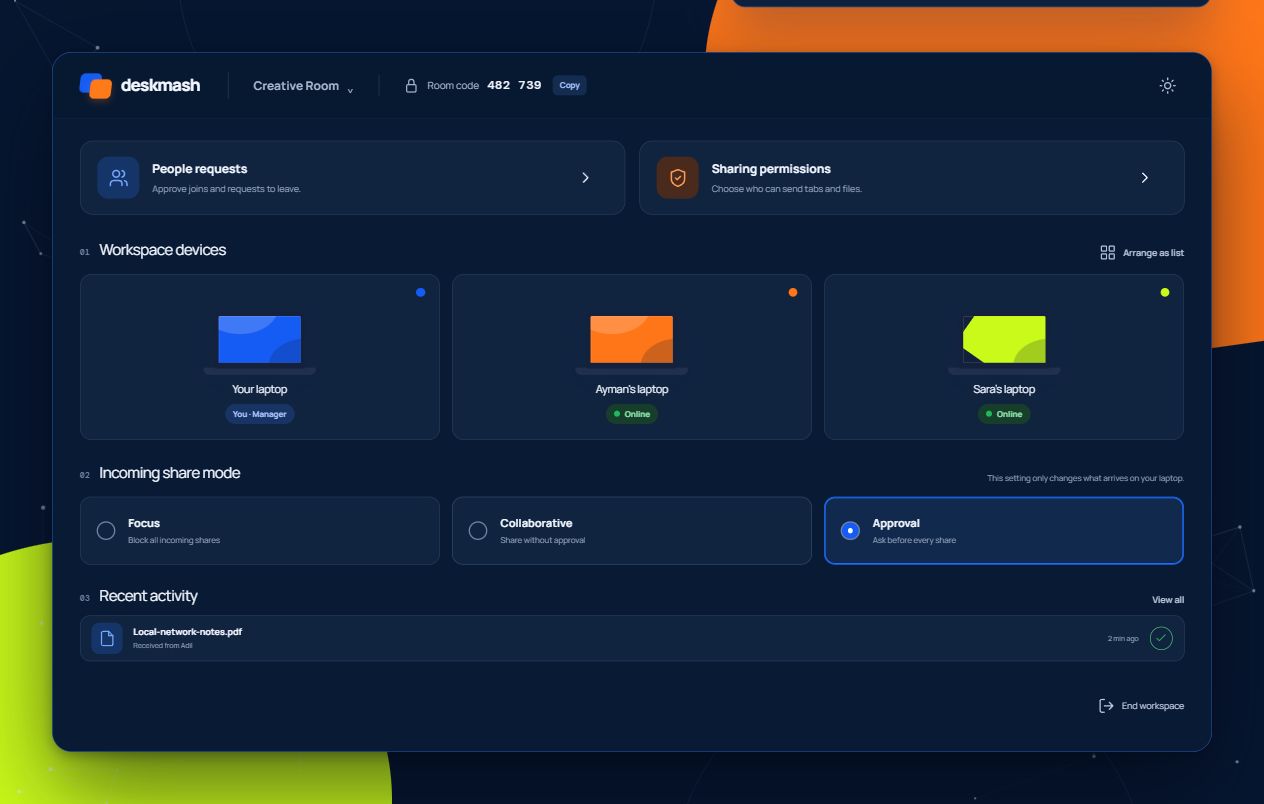 deskmash
Creative Room
Room code 482 739 Copy
People requests
Approve joins and requests to leave.
Sharing permissions
Choose who can send tabs and files.
01 Workspace devices
Arrange as list
Your laptop
You · Manager
Ayman's laptop
Online
Sara's laptop
Online
02 Incoming share mode
This setting only changes what arrives on your laptop.
Focus
Block all incoming shares
Collaborative
Share without approval
Approval
Ask before every share
03 Recent activity
View all
Local-network-notes.pdf
Received from Adil
2 min ago
End workspace